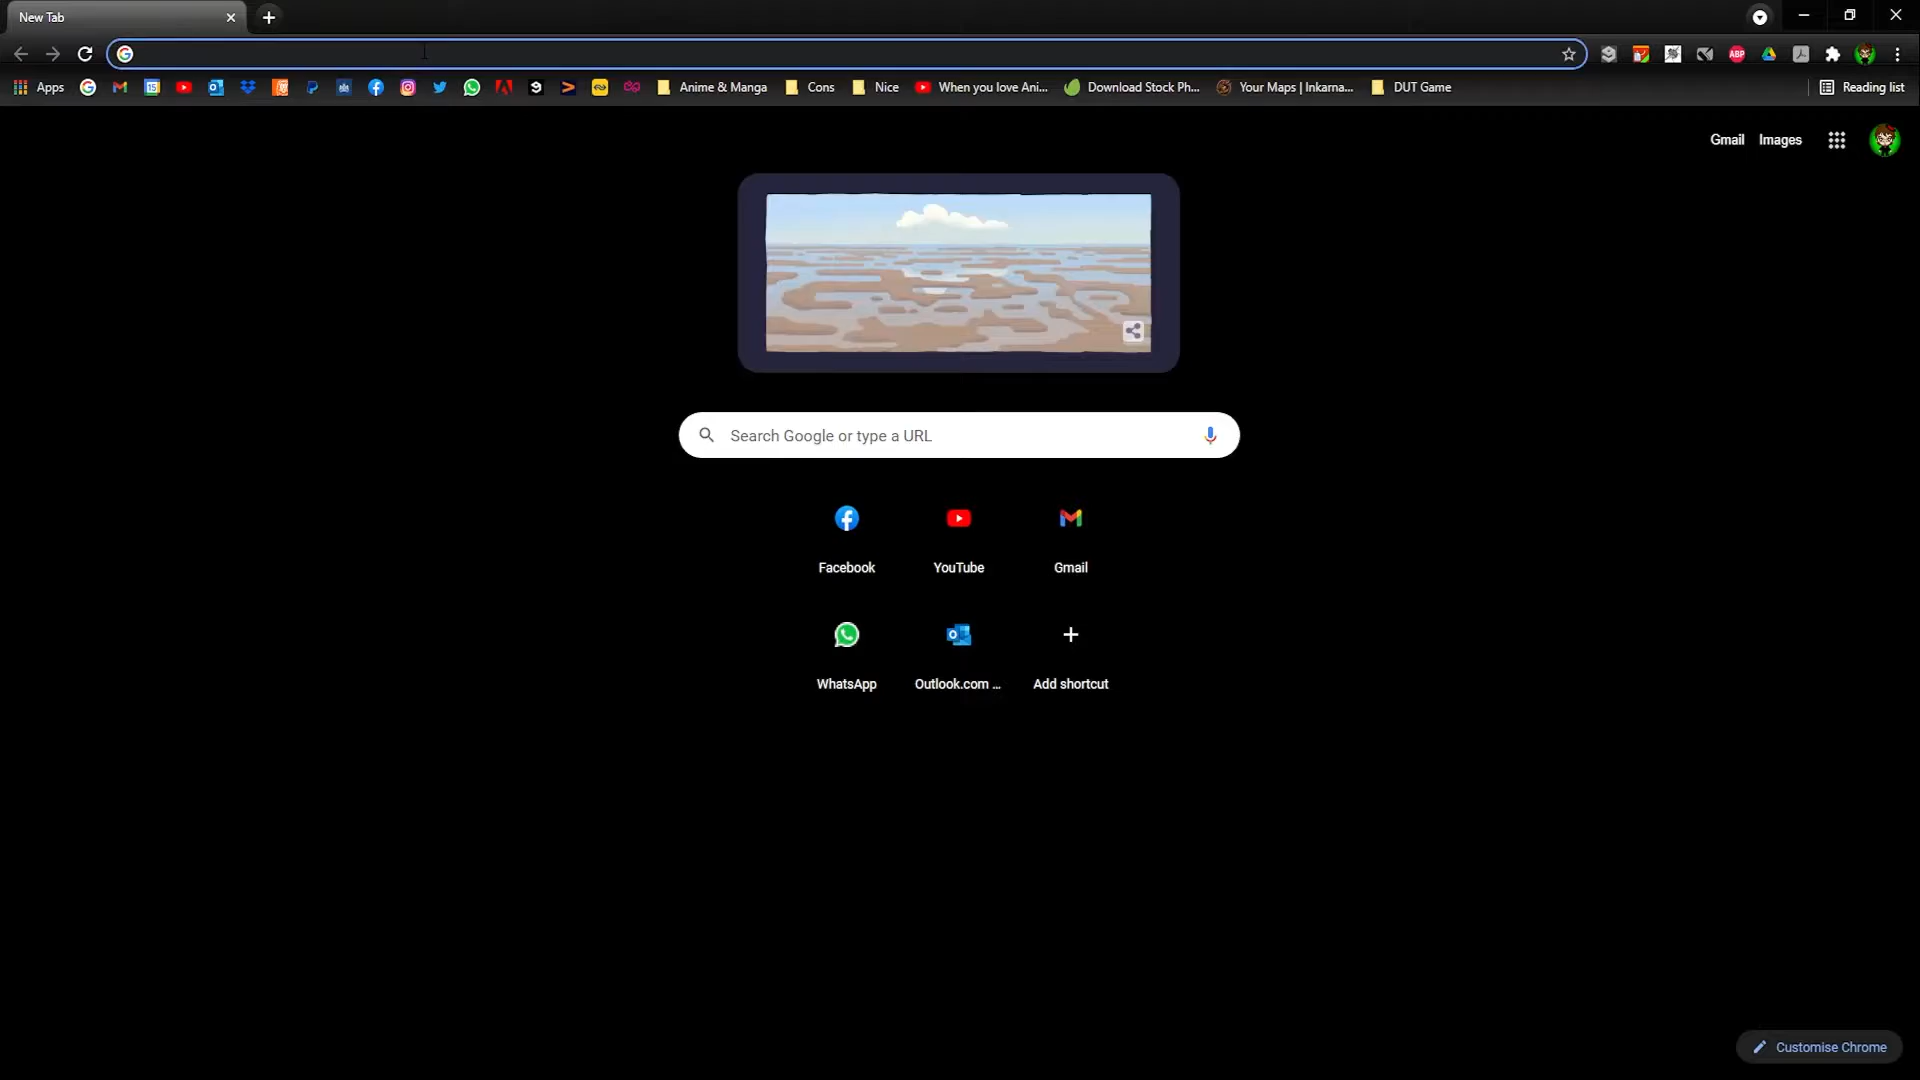 New Tab
Apps
15
ABP
Anime & Manga
Cons
Nice
When you love Ani...
Download Stock Ph...
Your Maps | Inkarna...
DUT Game
Reading list
Gmail
Images
Search Google or type a URL
Facebook
YouTube
Gmail
WhatsApp
Outlook.com ...
Add shortcut
Customise Chrome